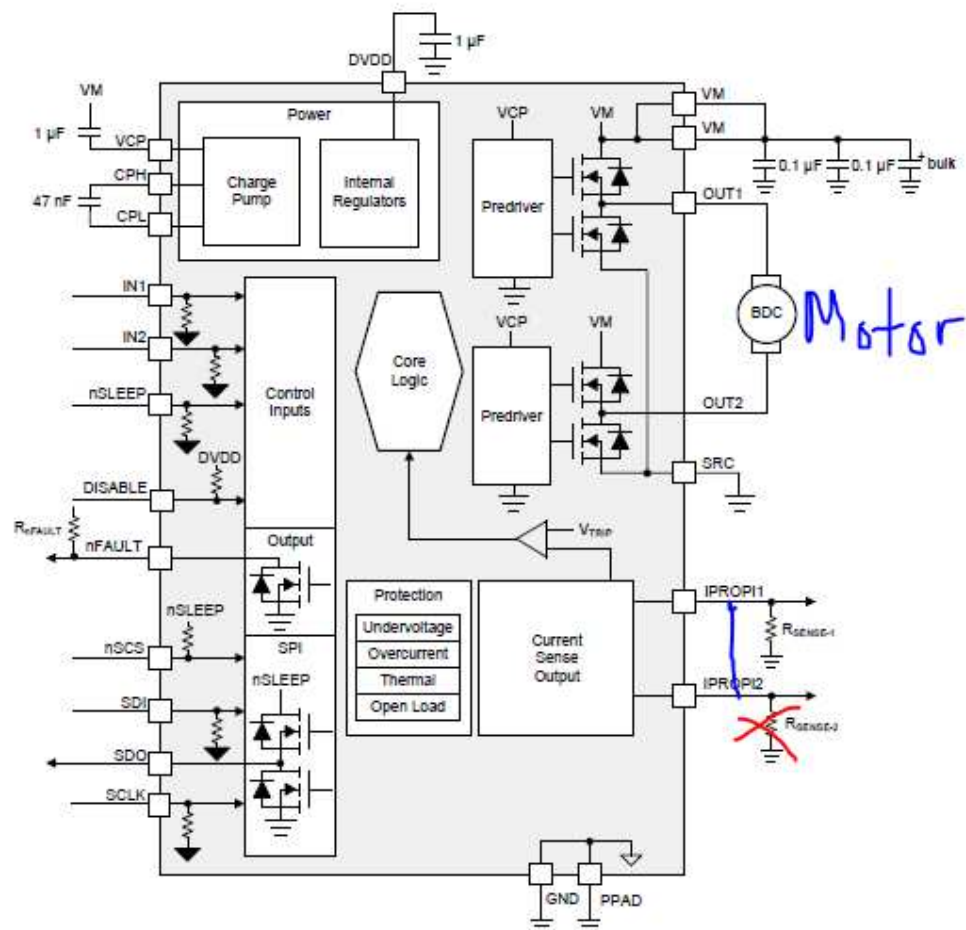 1 µF
DVDD
VM
1 µF
VCP
CPH
47 nF
CPL
Power
Charge Pump
Internal Regulators
VCP
VM
Predriver
VM
VM
0.1 µF
0.1 µF
+
bulk
OUT1
BDC
Motor
IN1
IN2
nSLEEP
DVDD
DISABLE
RnFAULT
nFAULT
Control Inputs
Core Logic
VCP
VM
Predriver
OUT2
SRC
VTRIP
Output
nSLEEP
nSCS
SPI
nSLEEP
SDI
SDO
SCLK
Protection
Undervoltage
Overcurrent
Thermal
Open Load
Current Sense Output
IPROPI1
RSENSE-1
IPROPI2
RSENSE-2
GND
PPAD